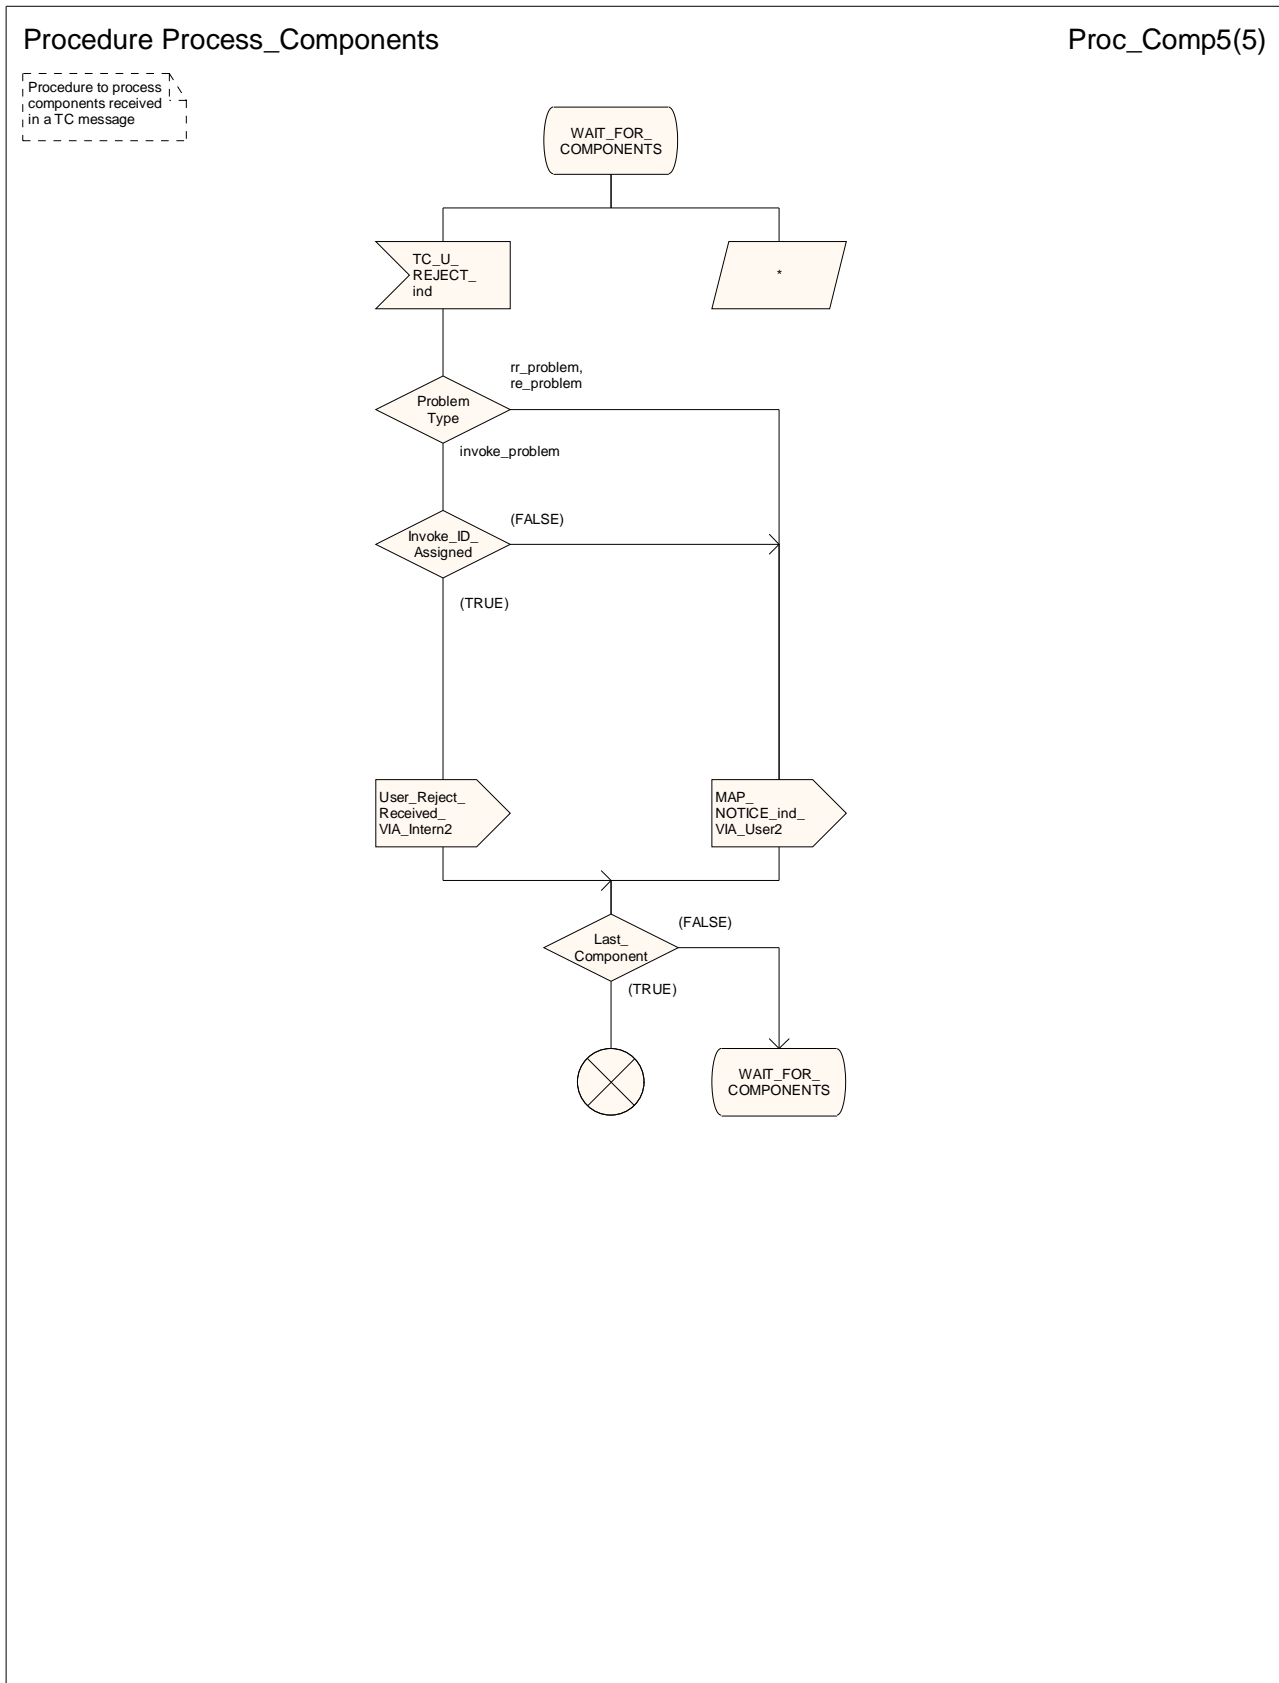 Procedure Process_Components
Proc_Comp5(5)
Procedure to process
components received
in a TC message
WAIT_FOR_
COMPONENTS
TC_U_
REJECT_
ind
*
rr_problem,
re_problem
Problem
Type
invoke_problem
(FALSE)
Invoke_ID_
Assigned
(TRUE)
User_Reject_
Received_
VIA_Intern2
MAP_
NOTICE_ind_
VIA_User2
(FALSE)
Last_
Component
(TRUE)
WAIT_FOR_
COMPONENTS